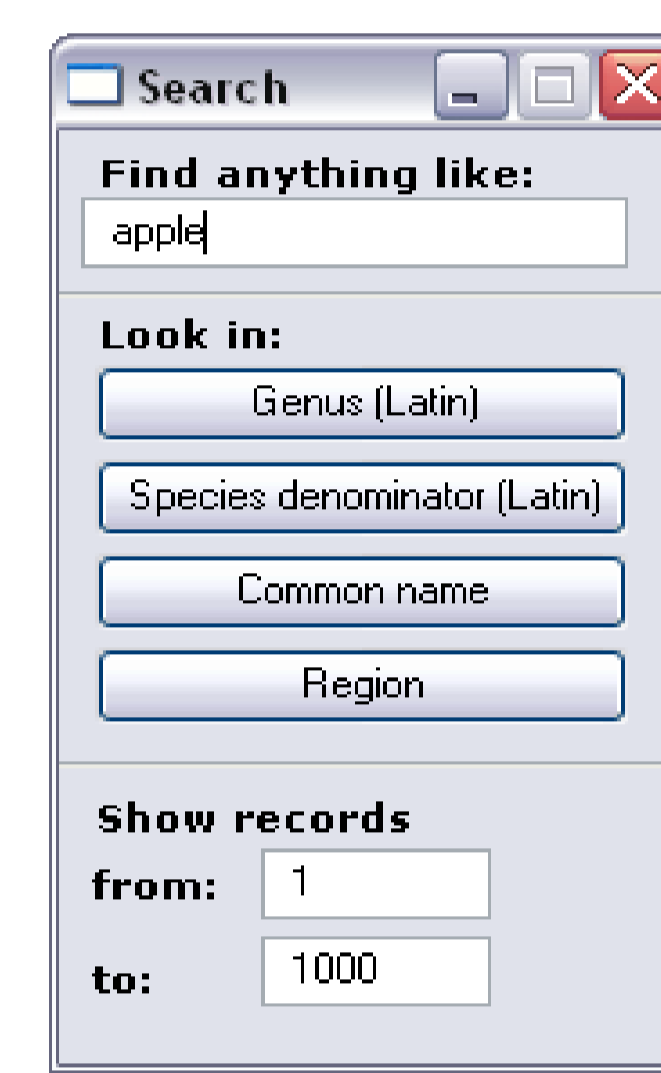 Search
Find anything like:
apple
Look in:
Genus (Latin)
Species denominator (Latin)
Common name
Region
Show records
from: 1
to: 1000